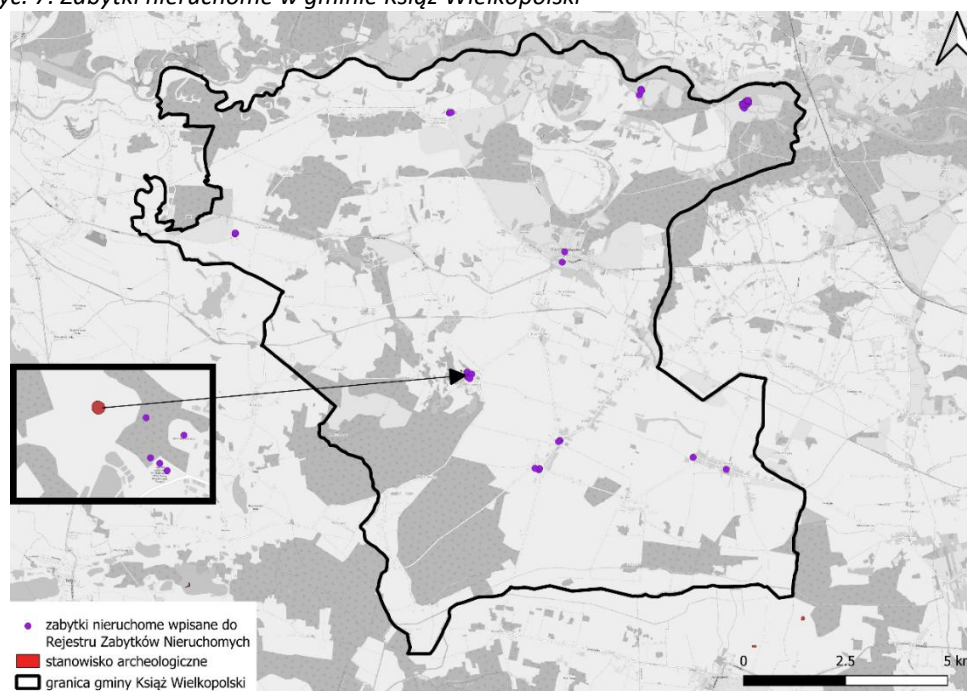 yc. 7. Zabytki nieruchome w gminie Książ Wielkopolski
zabytki nieruchome wpisane do
Rejestru Zabytków Nieruchomych
stanowisko archeologiczne
granica gminy Książ Wielkopolski
0 2.5 5 km